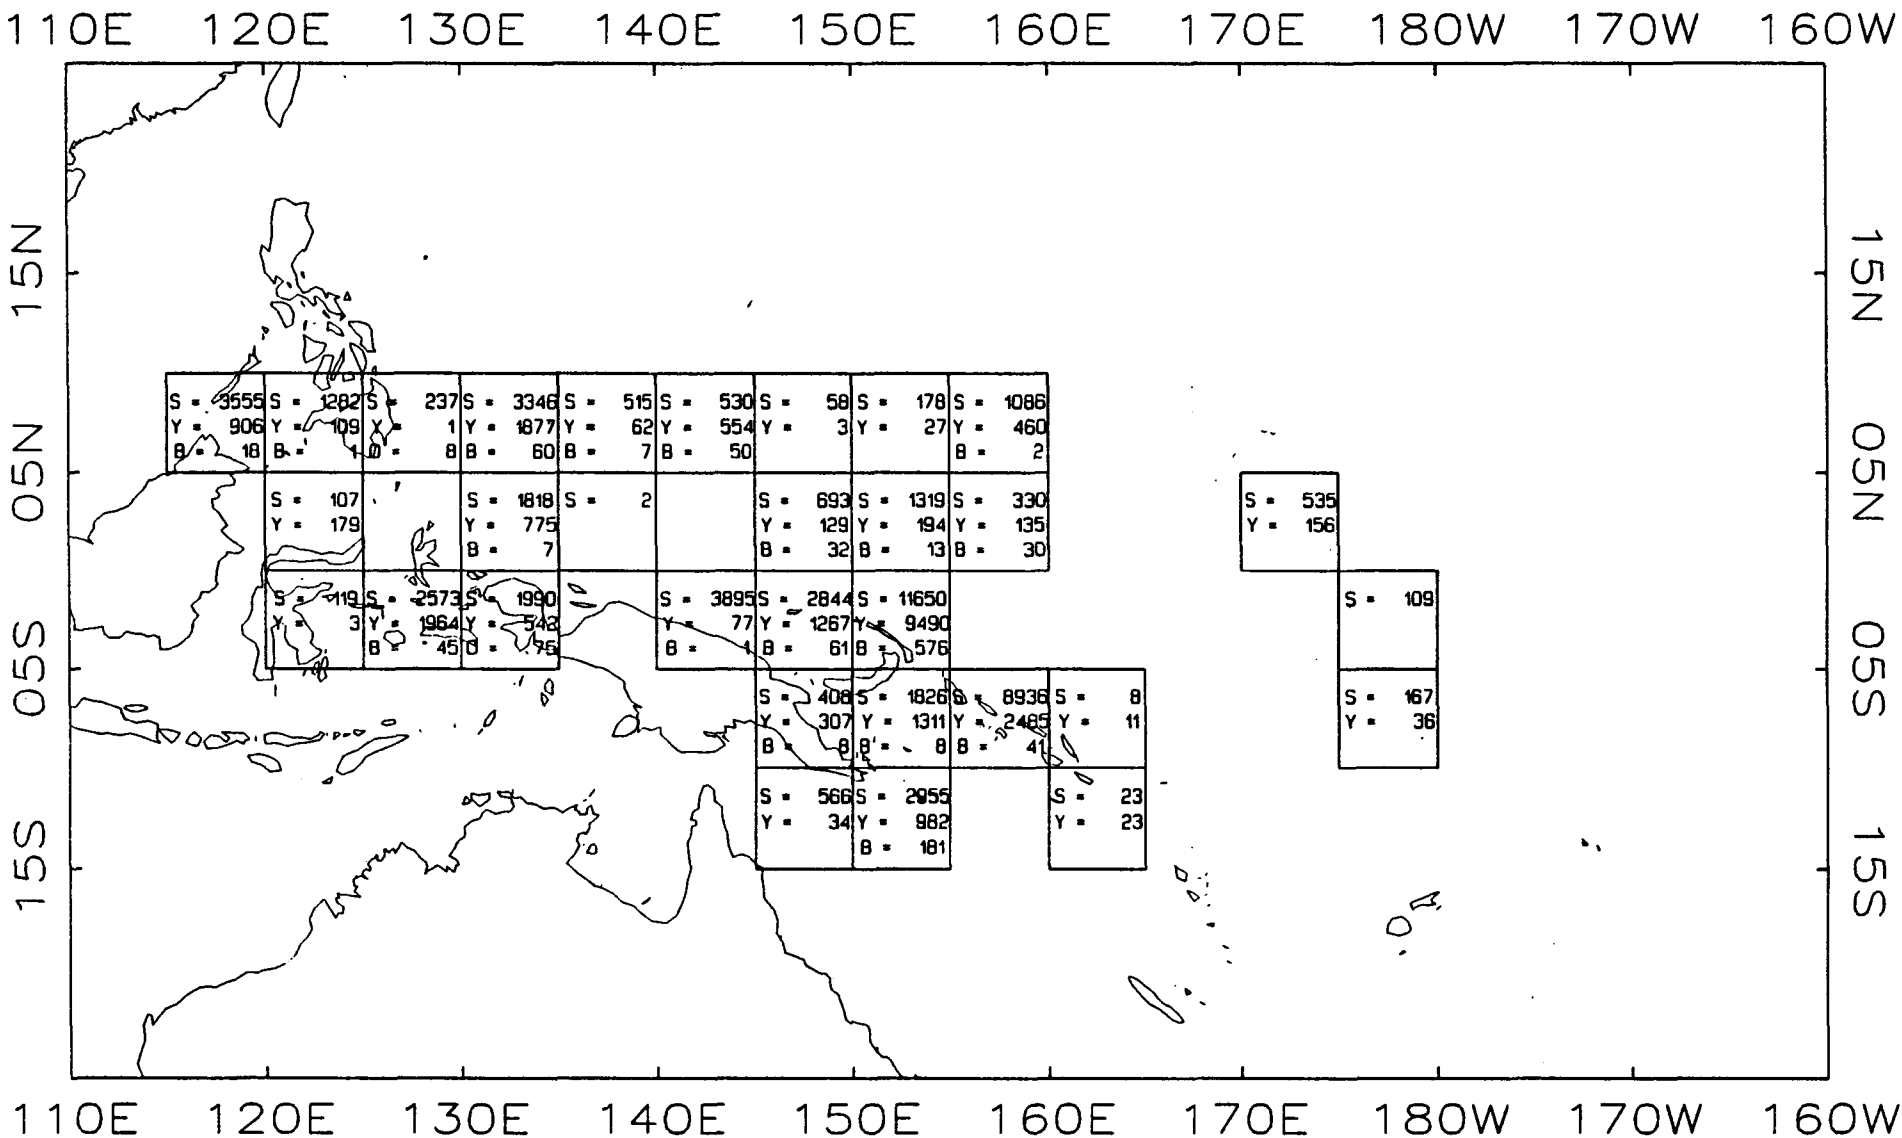 110E 120E 130E 140E 150E 160E 170E 180W 170W 160W
15N 15N
S = 3555 S = 1282 S = 237 S = 3346 S = 515 S = 530 S = 58 S = 178 S = 1086
Y = 906 Y = 109 Y = 1 Y = 1877 Y = 62 Y = 554 Y = 3 Y = 27 Y = 460
B = 18 B = 1 B = 8 B = 60 B = 7 B = 50 B = 2
05N 05N
S = 107 S = 1818 S = 2 S = 693 S = 1319 S = 330 S = 535
Y = 179 Y = 775 Y = 129 Y = 194 Y = 135 Y = 156
B = 7 B = 32 B = 13 B = 30
S = 119 S = 2573 S = 1990 S = 3895 S = 2844 S = 11650 S = 109
Y = 3 Y = 1964 Y = 542 Y = 77 Y = 1267 Y = 9490
B = 45 B = 75 B = 1 B = 61 B = 576
05S 05S
S = 408 S = 1826 S = 8936 S = 8 S = 167
Y = 307 Y = 1311 Y = 2485 Y = 11 Y = 36
B = 8 B = 8 B = 41
S = 566 S = 2955 S = 23
Y = 34 Y = 982 Y = 23
B = 181
15S 15S
110E 120E 130E 140E 150E 160E 170E 180W 170W 160W